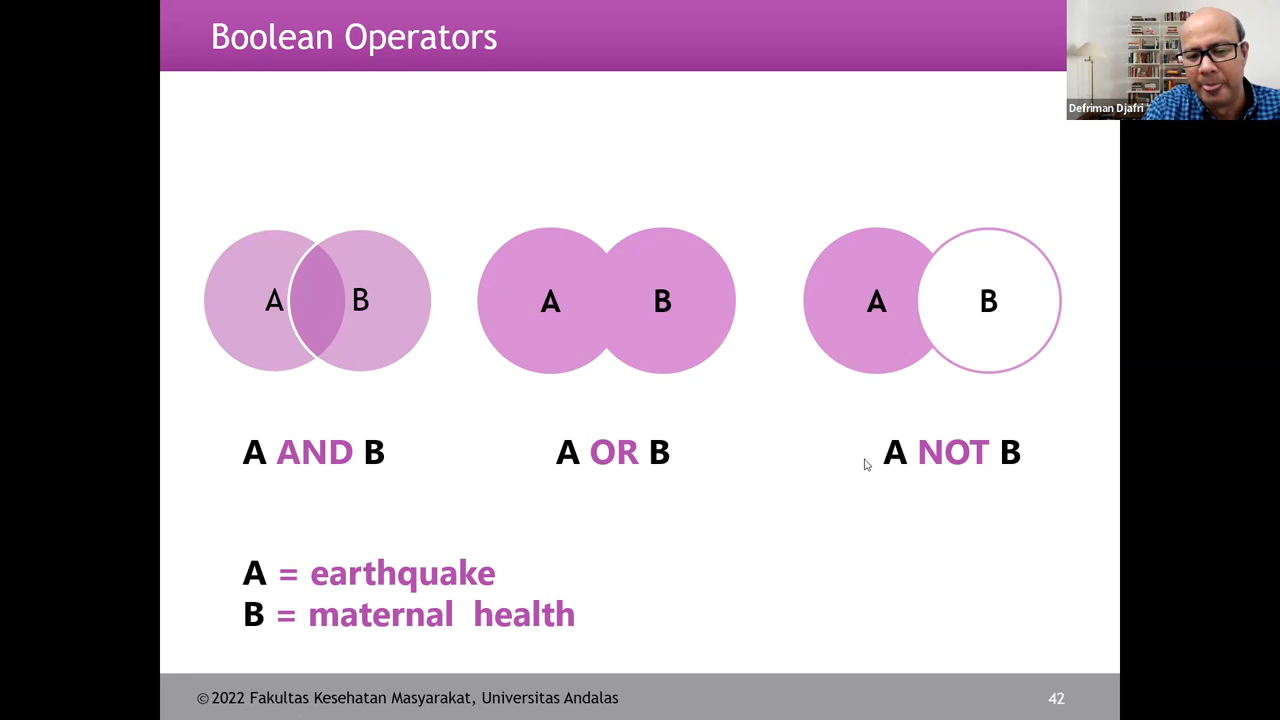 Boolean Operators
Defriman Djafri
A B
A B
A B
A AND B
A OR B
A NOT B
A = earthquake
B = maternal health
©2022 Fakultas Kesehatan Masyarakat, Universitas Andalas
42